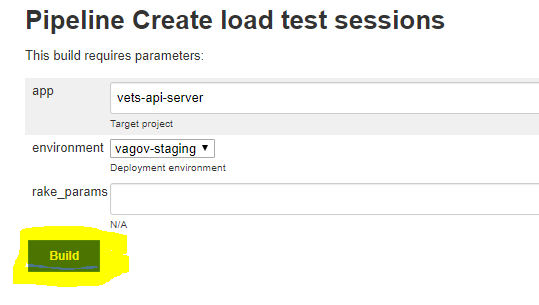 Pipeline Create load test sessions
This build requires parameters:
app
vets-api-server
Target project
environment
vagov-staging
Deployment environment
rake_params
N/A
Build